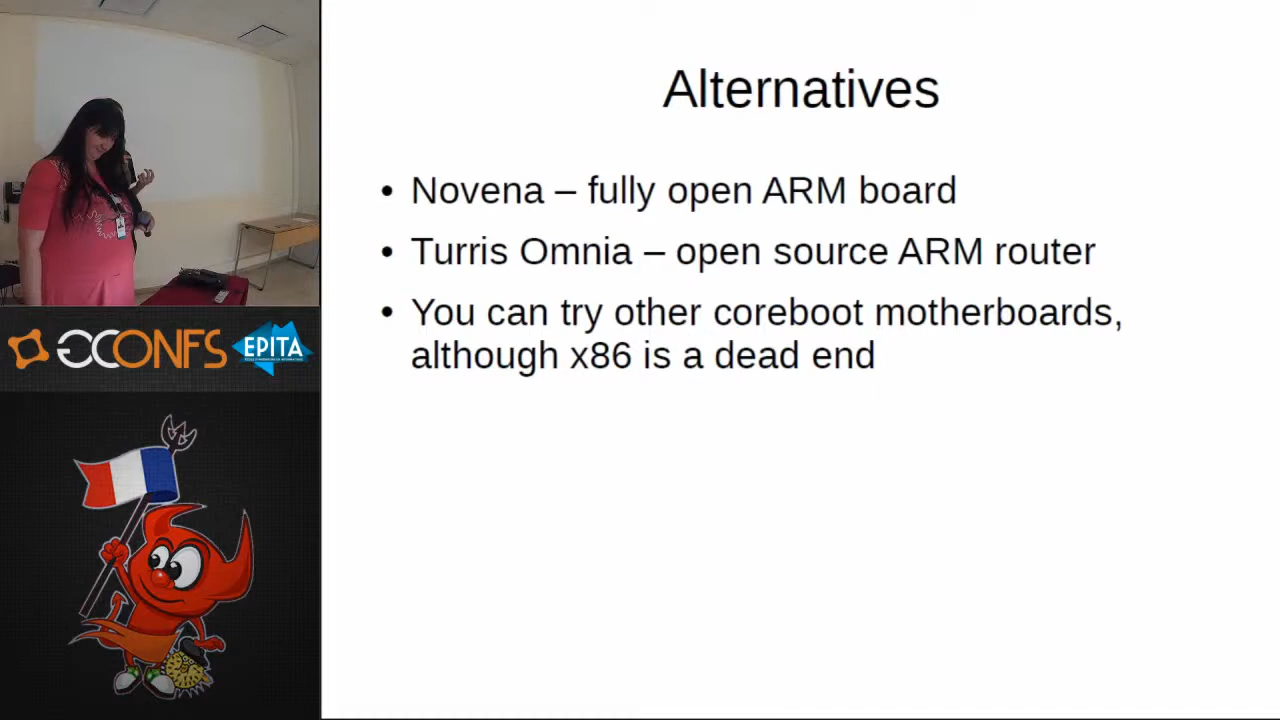 Alternatives
• Novena – fully open ARM board
• Turris Omnia – open source ARM router
• You can try other coreboot motherboards,
although x86 is a dead end
GCONFS
EPITA